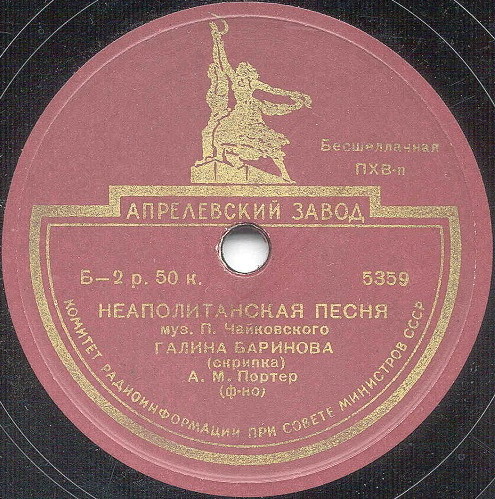 Бесшеллачная
ПХВ-п
АПРЕЛЕВСКИЙ ЗАВОД
Б—2 р. 50 к.
5359
НЕАПОЛИТАНСКАЯ ПЕСНЯ
муз. П. Чайковского
ГАЛИНА БАРИНОВА
(скрипка)
А. М. Портер
(ф-но)
КОМИТЕТ РАДИОИНФОРМАЦИИ ПРИ СОВЕТЕ МИНИСТРОВ СССР